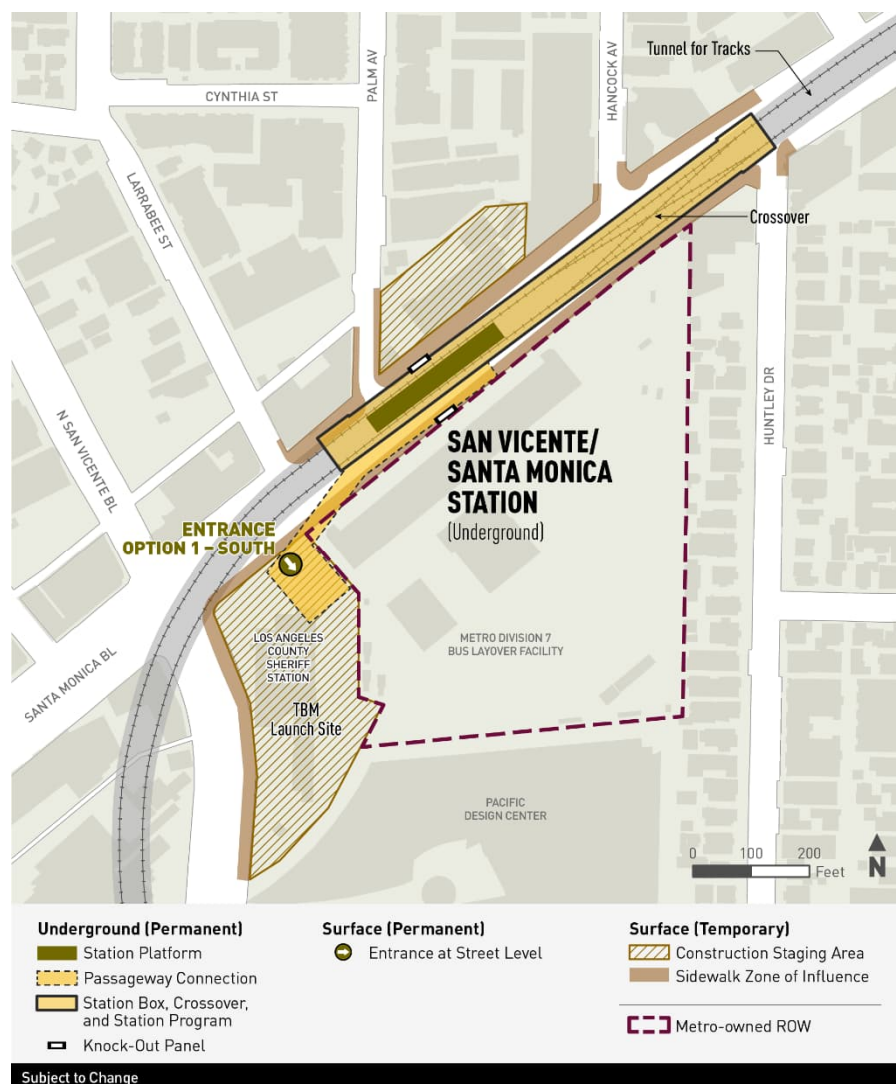 Tunnel for Tracks
HANCOCK AV
PALM AV
CYNTHIA ST
LARRABEE ST
Crossover
N SAN VICENTE BL
HUNTLEY DR
SAN VICENTE/
SANTA MONICA
STATION
(Underground)
ENTRANCE
OPTION 1 – SOUTH
LOS ANGELES
COUNTY
SHERIFF
STATION
METRO DIVISION 7
BUS LAYOVER FACILITY
SANTA MONICA BL
TBM
Launch Site
PACIFIC
DESIGN CENTER
0 100 200
Feet
N
Underground (Permanent)
Station Platform
Passageway Connection
Station Box, Crossover,
and Station Program
Knock-Out Panel
Surface (Permanent)
Entrance at Street Level
Surface (Temporary)
Construction Staging Area
Sidewalk Zone of Influence
Metro-owned ROW
Subject to Change